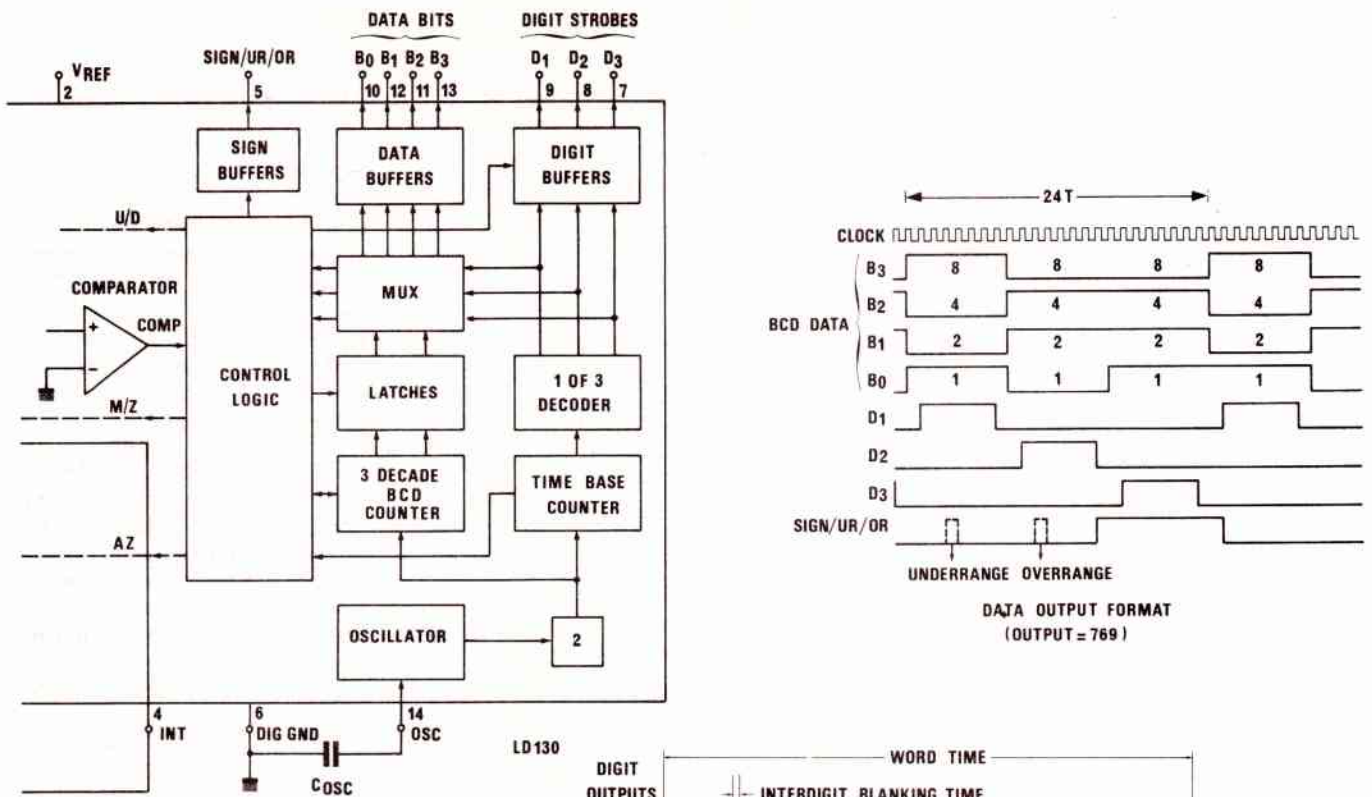 DATA BITS
DIGIT STROBES
VREF
SIGN/UR/OR
B0 B1 B2 B3
D1 D2 D3
2
5
10 12 11 13
9 8 7
SIGN
BUFFERS
DATA
BUFFERS
DIGIT
BUFFERS
U/D
COMPARATOR
COMP
+
−
M/Z
AZ
CONTROL
LOGIC
MUX
LATCHES
1 OF 3
DECODER
3 DECADE
BCD
COUNTER
TIME BASE
COUNTER
OSCILLATOR
2
4
INT
6
DIG GND
14
OSC
COSC
LD130
24T
CLOCK
BCD DATA
B3 8 8 8 8
B2 4 4 4 4
B1 2 2 2 2
B0 1 1 1 1
D1
D2
D3
SIGN/UR/OR
UNDERRANGE OVERRANGE
DATA OUTPUT FORMAT
(OUTPUT = 769)
WORD TIME
DIGIT
OUTPUTS
INTERDIGIT BLANKING TIME